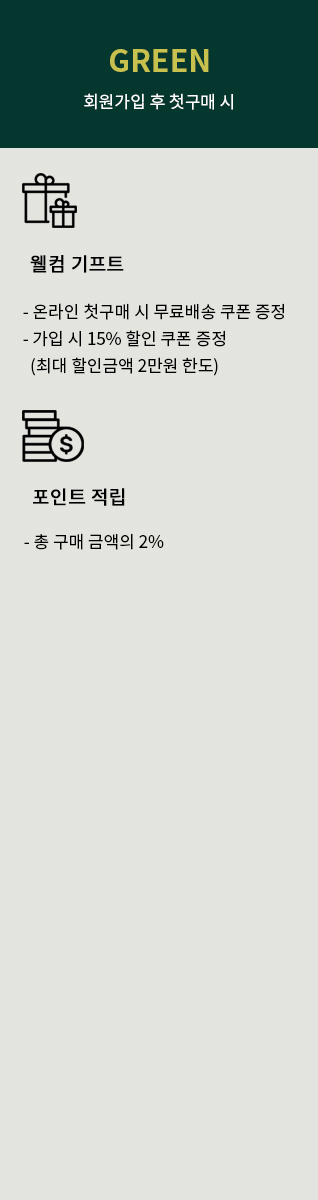 GREEN
회원가입 후 첫구매 시
웰컴 기프트
- 온라인 첫구매 시 무료배송 쿠폰 증정
- 가입 시 15% 할인 쿠폰 증정
(최대 할인금액 2만원 한도)
$
포인트 적립
- 총 구매 금액의 2%